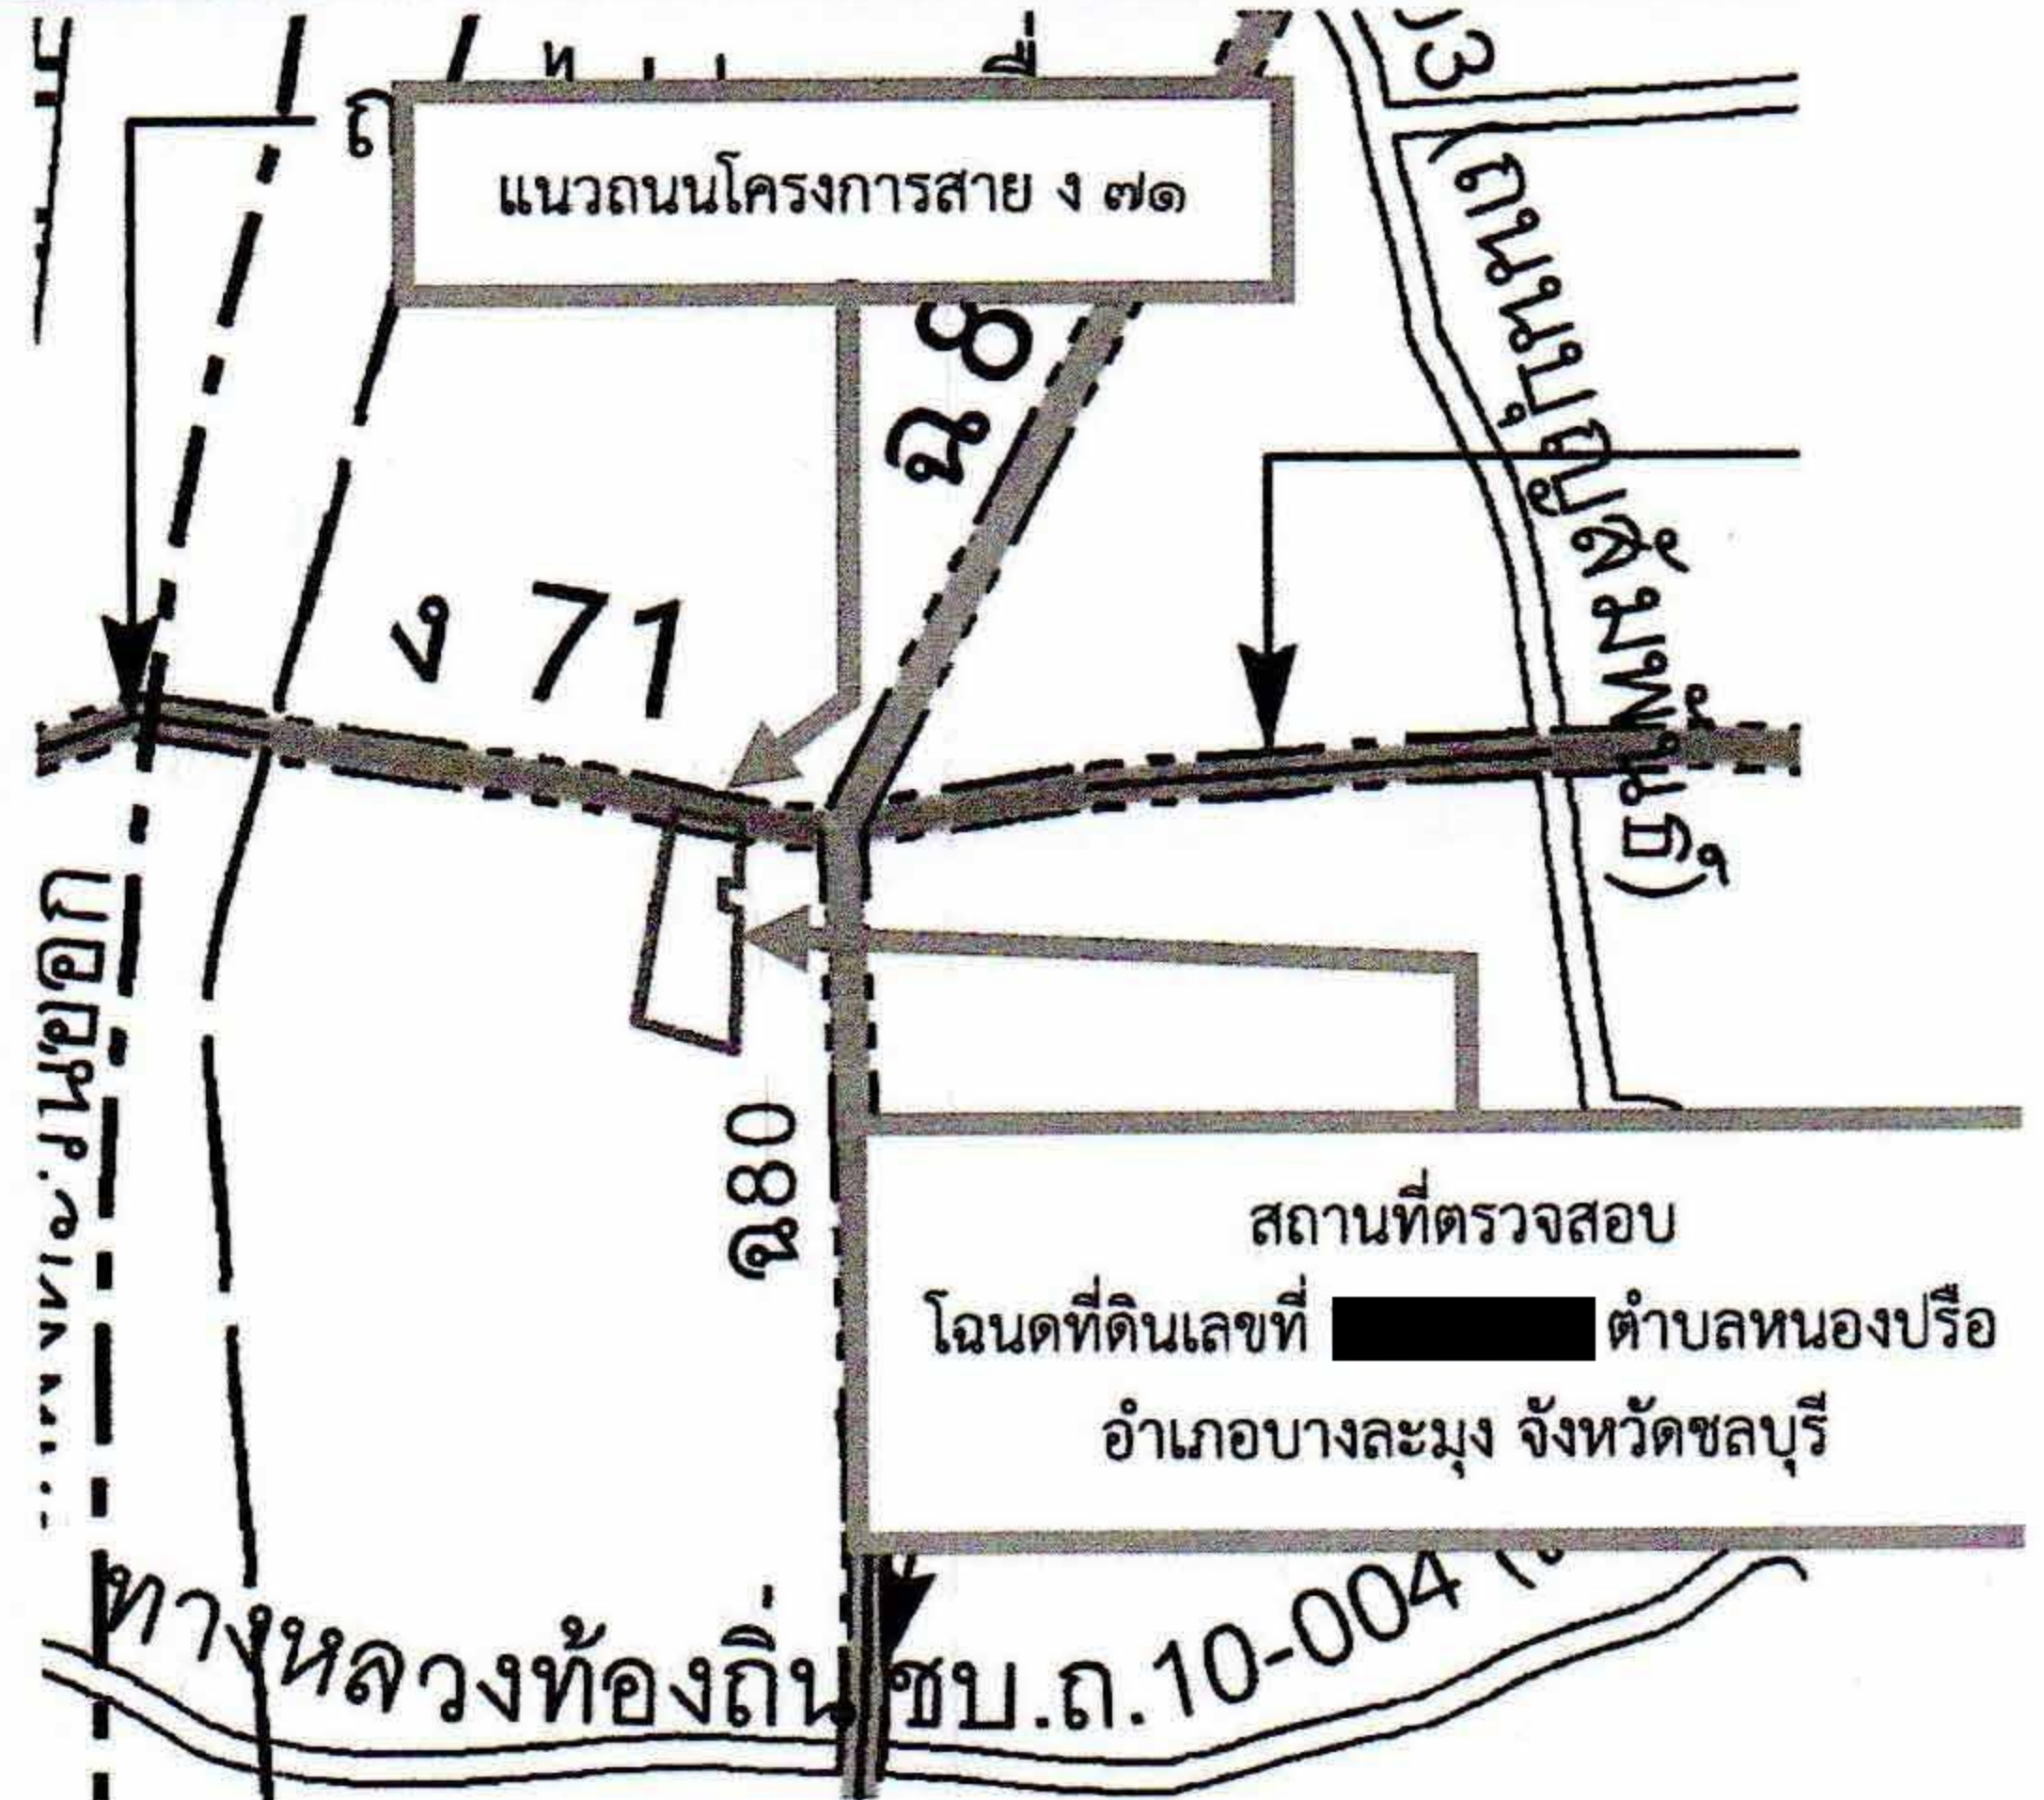 แนวถนนโครงการสาย ง ๗๑
(ถนนบุญสัมพันธ์)
ฉ 8
ง 71
ฉ80
สถานที่ตรวจสอบ
โฉนดที่ดินเลขที่ ตำบลหนองปรือ
อำเภอบางละมุง จังหวัดชลบุรี
ทางหลวงท้องถิ่น ชบ.ถ.10-004